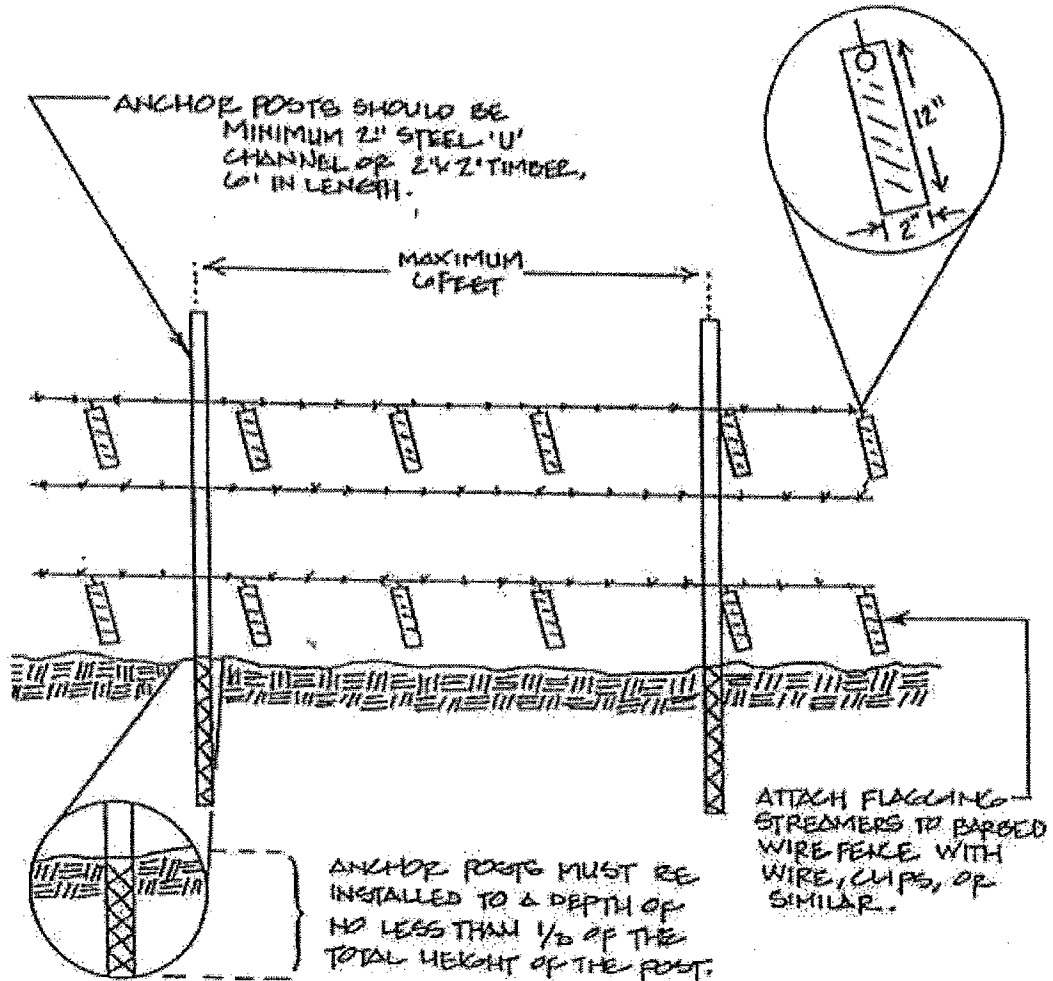 ANCHOR POSTS SHOULD BE
MINIMUM 2" STEEL 'U'
CHANNEL OR 2"X 2" TIMBER,
6' IN LENGTH.
12"
2"
MAXIMUM
6 FEET
ATTACH FLAGGING
STREAMERS TO BARBED
WIRE FENCE WITH
WIRE, CLIPS, OR
SIMILAR.
ANCHOR POSTS MUST BE
INSTALLED TO A DEPTH OF
NO LESS THAN 1/3 OF THE
TOTAL HEIGHT OF THE POST.